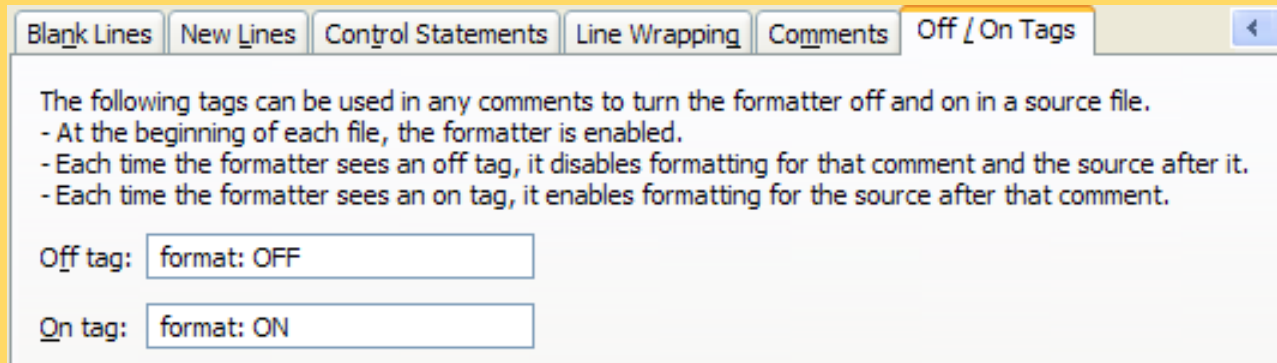 Blank Lines New Lines Control Statements Line Wrapping Comments Off / On Tags
The following tags can be used in any comments to turn the formatter off and on in a source file.
- At the beginning of each file, the formatter is enabled.
- Each time the formatter sees an off tag, it disables formatting for that comment and the source after it.
- Each time the formatter sees an on tag, it enables formatting for the source after that comment.
Off tag: format: OFF
On tag: format: ON